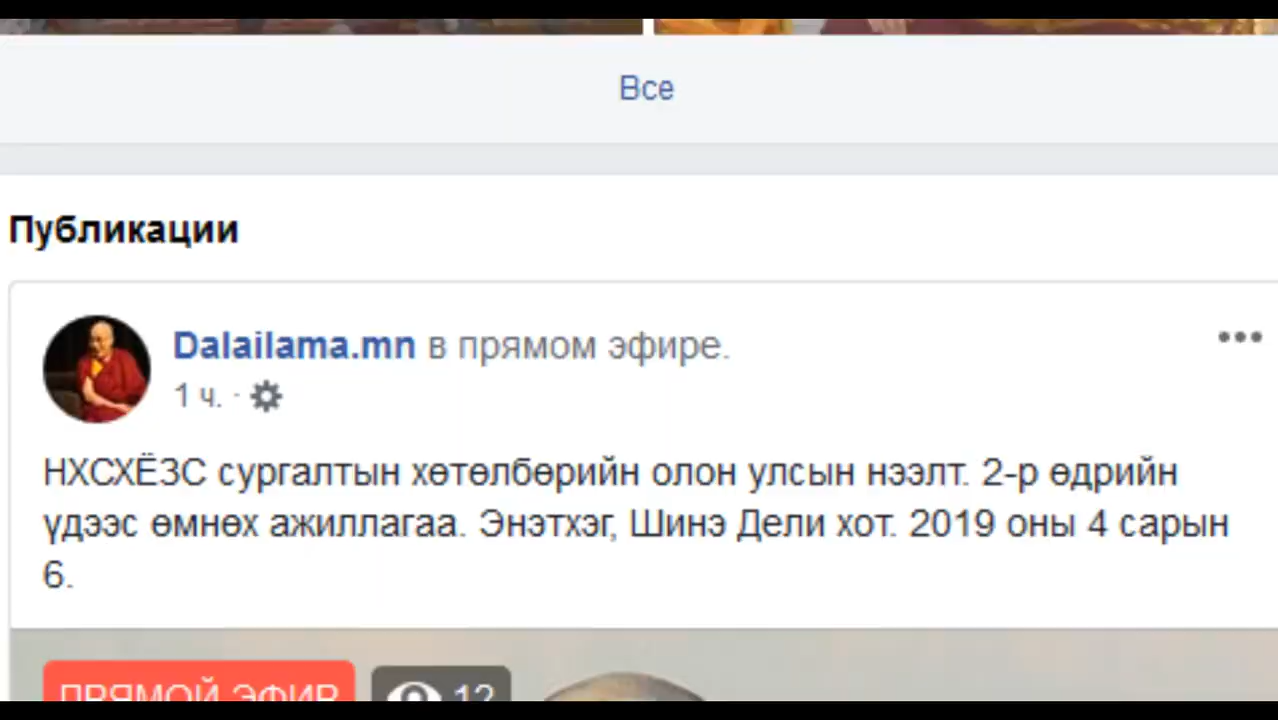 Все
Публикации
Dalailama.mn в прямом эфире.
1 ч. ·
НХСХЁЗС сургалтын хөтөлбөрийн олон улсын нээлт. 2-р өдрийн
үдээс өмнөх ажиллагаа. Энэтхэг, Шинэ Дели хот. 2019 оны 4 сарын
6.
ПРЯМОЙ ЭФИР 12